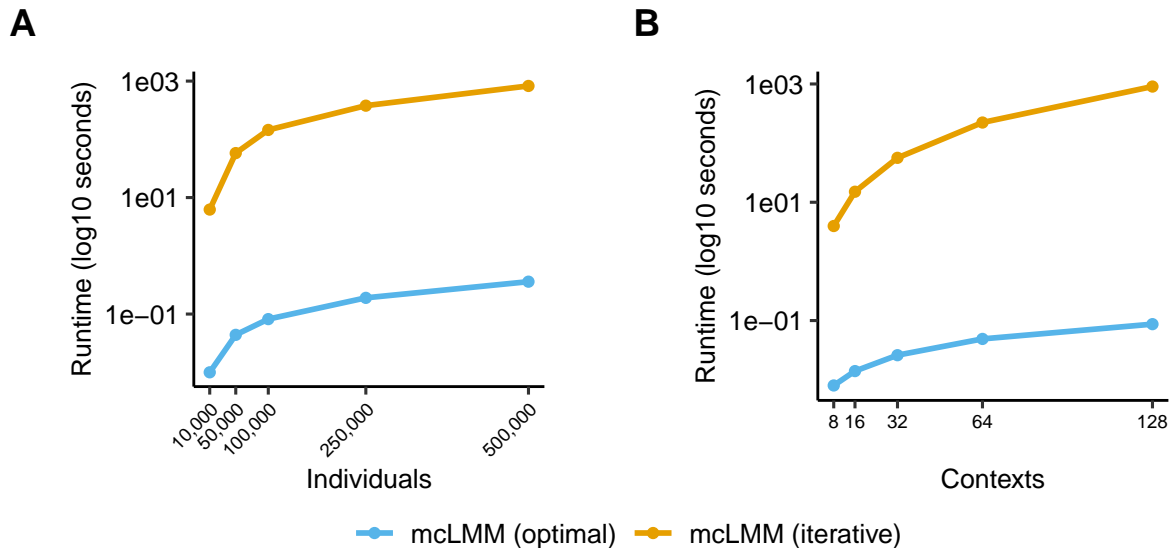 A
Runtime (log10 seconds)
1e03
1e01
1e−01
10,000
50,000
100,000
250,000
500,000
Individuals
B
Runtime (log10 seconds)
1e03
1e01
1e−01
8 16 32 64 128
Contexts
mcLMM (optimal) mcLMM (iterative)